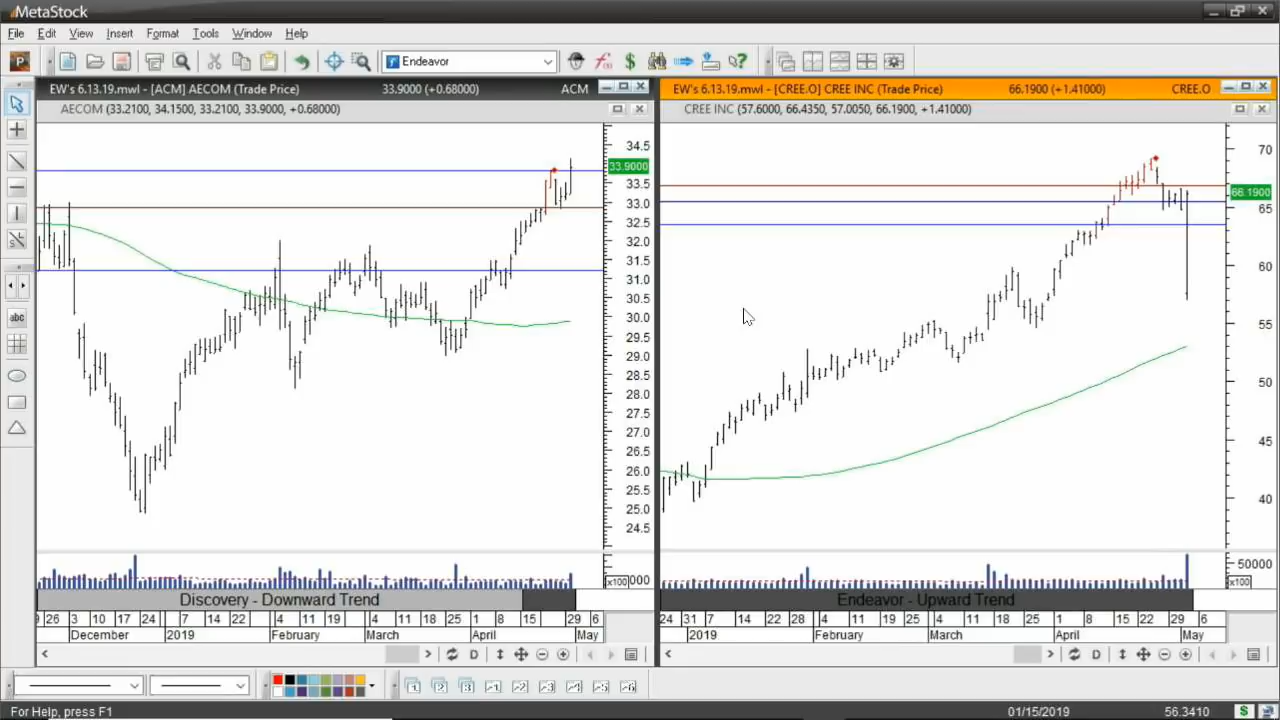 MetaStock
File Edit View Insert Format Tools Window Help
P Endeavor
EW's 6.13.19.mwl - [ACM] AECOM (Trade Price) 33.9000 (+0.68000) ACM
AECOM (33.2100, 34.1500, 33.2100, 33.9000, +0.68000)
34.5
33.9000
33.5
33.0
32.5
32.0
31.5
31.0
30.5
30.0
29.5
29.0
28.5
28.0
27.5
27.0
26.5
26.0
25.5
25.0
24.5
x100 000
Discovery - Downward Trend
26 3 10 17 24 7 14 22 4 11 19 4 11 18 25 1 8 15 29 6
December 2019 February March April May
EW's 6.13.19.mwl - [CREE.O] CREE INC (Trade Price) 66.1900 (+1.41000) CREE.O
CREE INC (57.6000, 66.4350, 57.0050, 66.1900, +1.41000)
70
66.1900
65
60
55
50
45
40
50000
x100
Endeavor - Upward Trend
24 31 7 14 22 28 4 11 19 25 4 11 18 25 1 8 15 22 29 6
2019 February March April May
abc
D
D
For Help, press F1 01/15/2019 56.3410 $